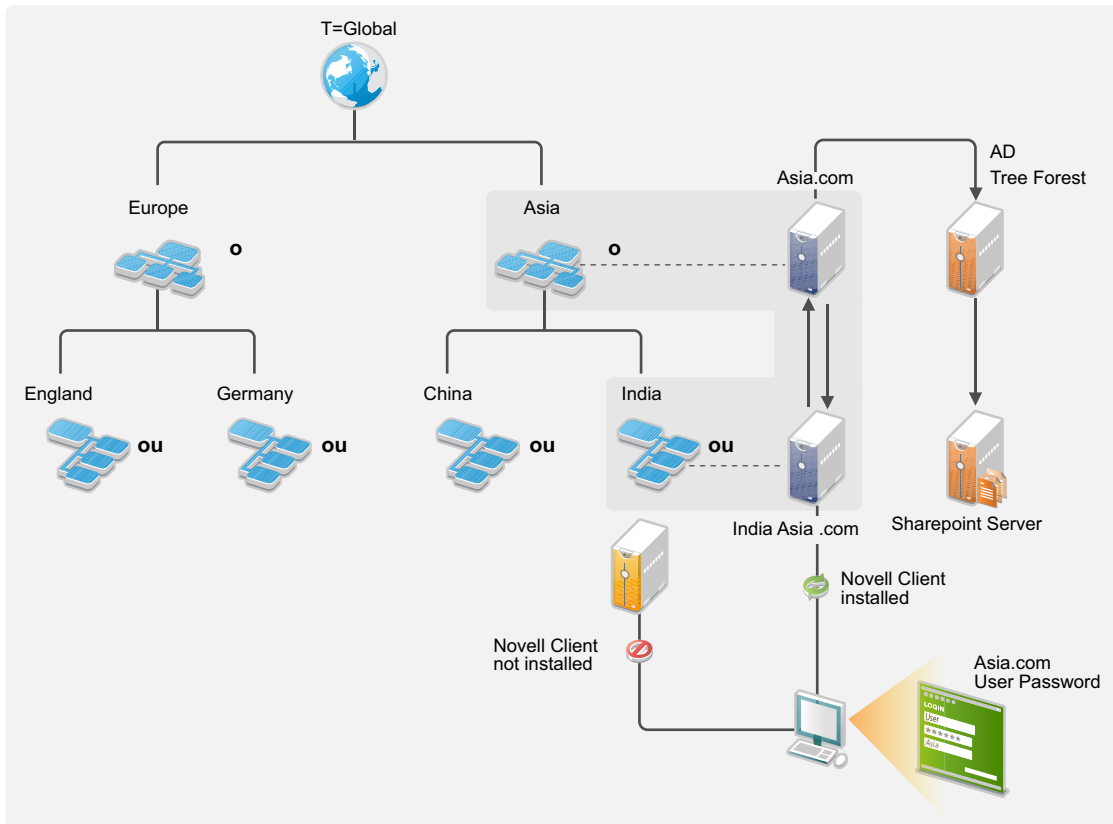 T=Global
AD
Tree Forest
Asia.com
Europe
Asia
o
o
England
Germany
China
India
ou
ou
ou
ou
Sharepoint Server
India Asia .com
Novell Client
installed
Novell Client
not installed
Asia.com
User Password
LOGIN
User
******
Asia